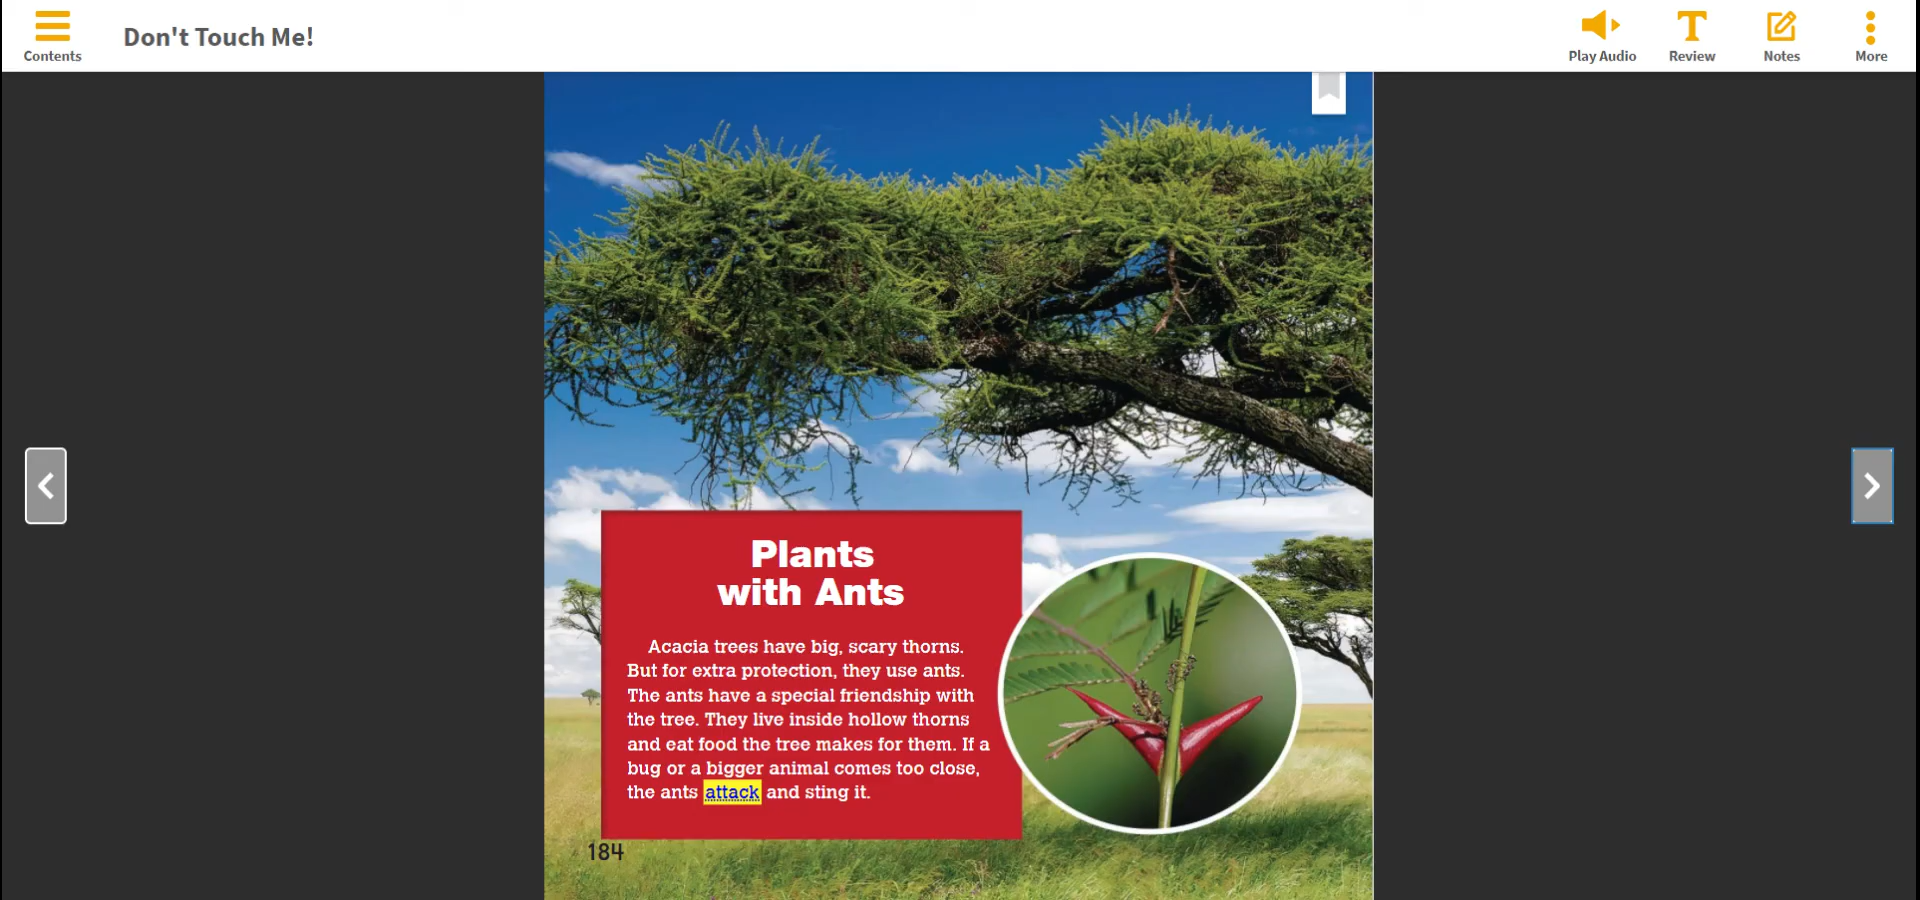 Contents
Don't Touch Me!
Play Audio
Review
Notes
More
Plants
with Ants
Acacia trees have big, scary thorns.
But for extra protection, they use ants.
The ants have a special friendship with
the tree. They live inside hollow thorns
and eat food the tree makes for them. If a
bug or a bigger animal comes too close,
the ants attack and sting it.
184